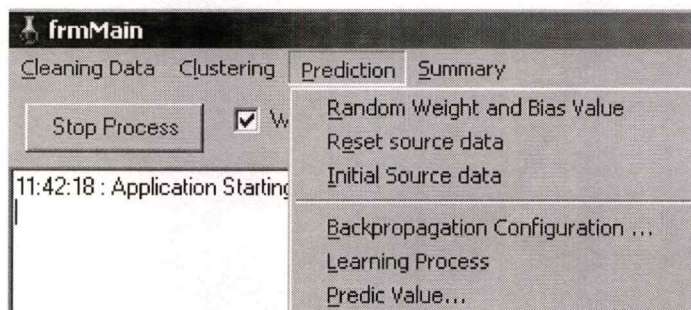 frmMain
Cleaning Data Clustering Prediction Summary
Stop Process
Random Weight and Bias Value
Reset source data
Initial Source data
11:42:18 : Application Starting
Backpropagation Configuration ...
Learning Process
Predic Value...